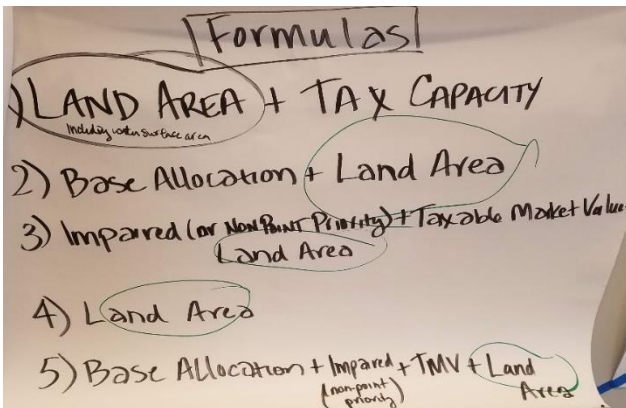 Formulas
1) LAND AREA + TAX CAPACITY
Including water surface area
2) Base Allocation + Land Area
3) Impaired (or Non Point Priority) + Taxable Market Value
Land Area
4) Land Area
5) Base Allocation + Impared + TMV + Land
(non-point Area
priority)